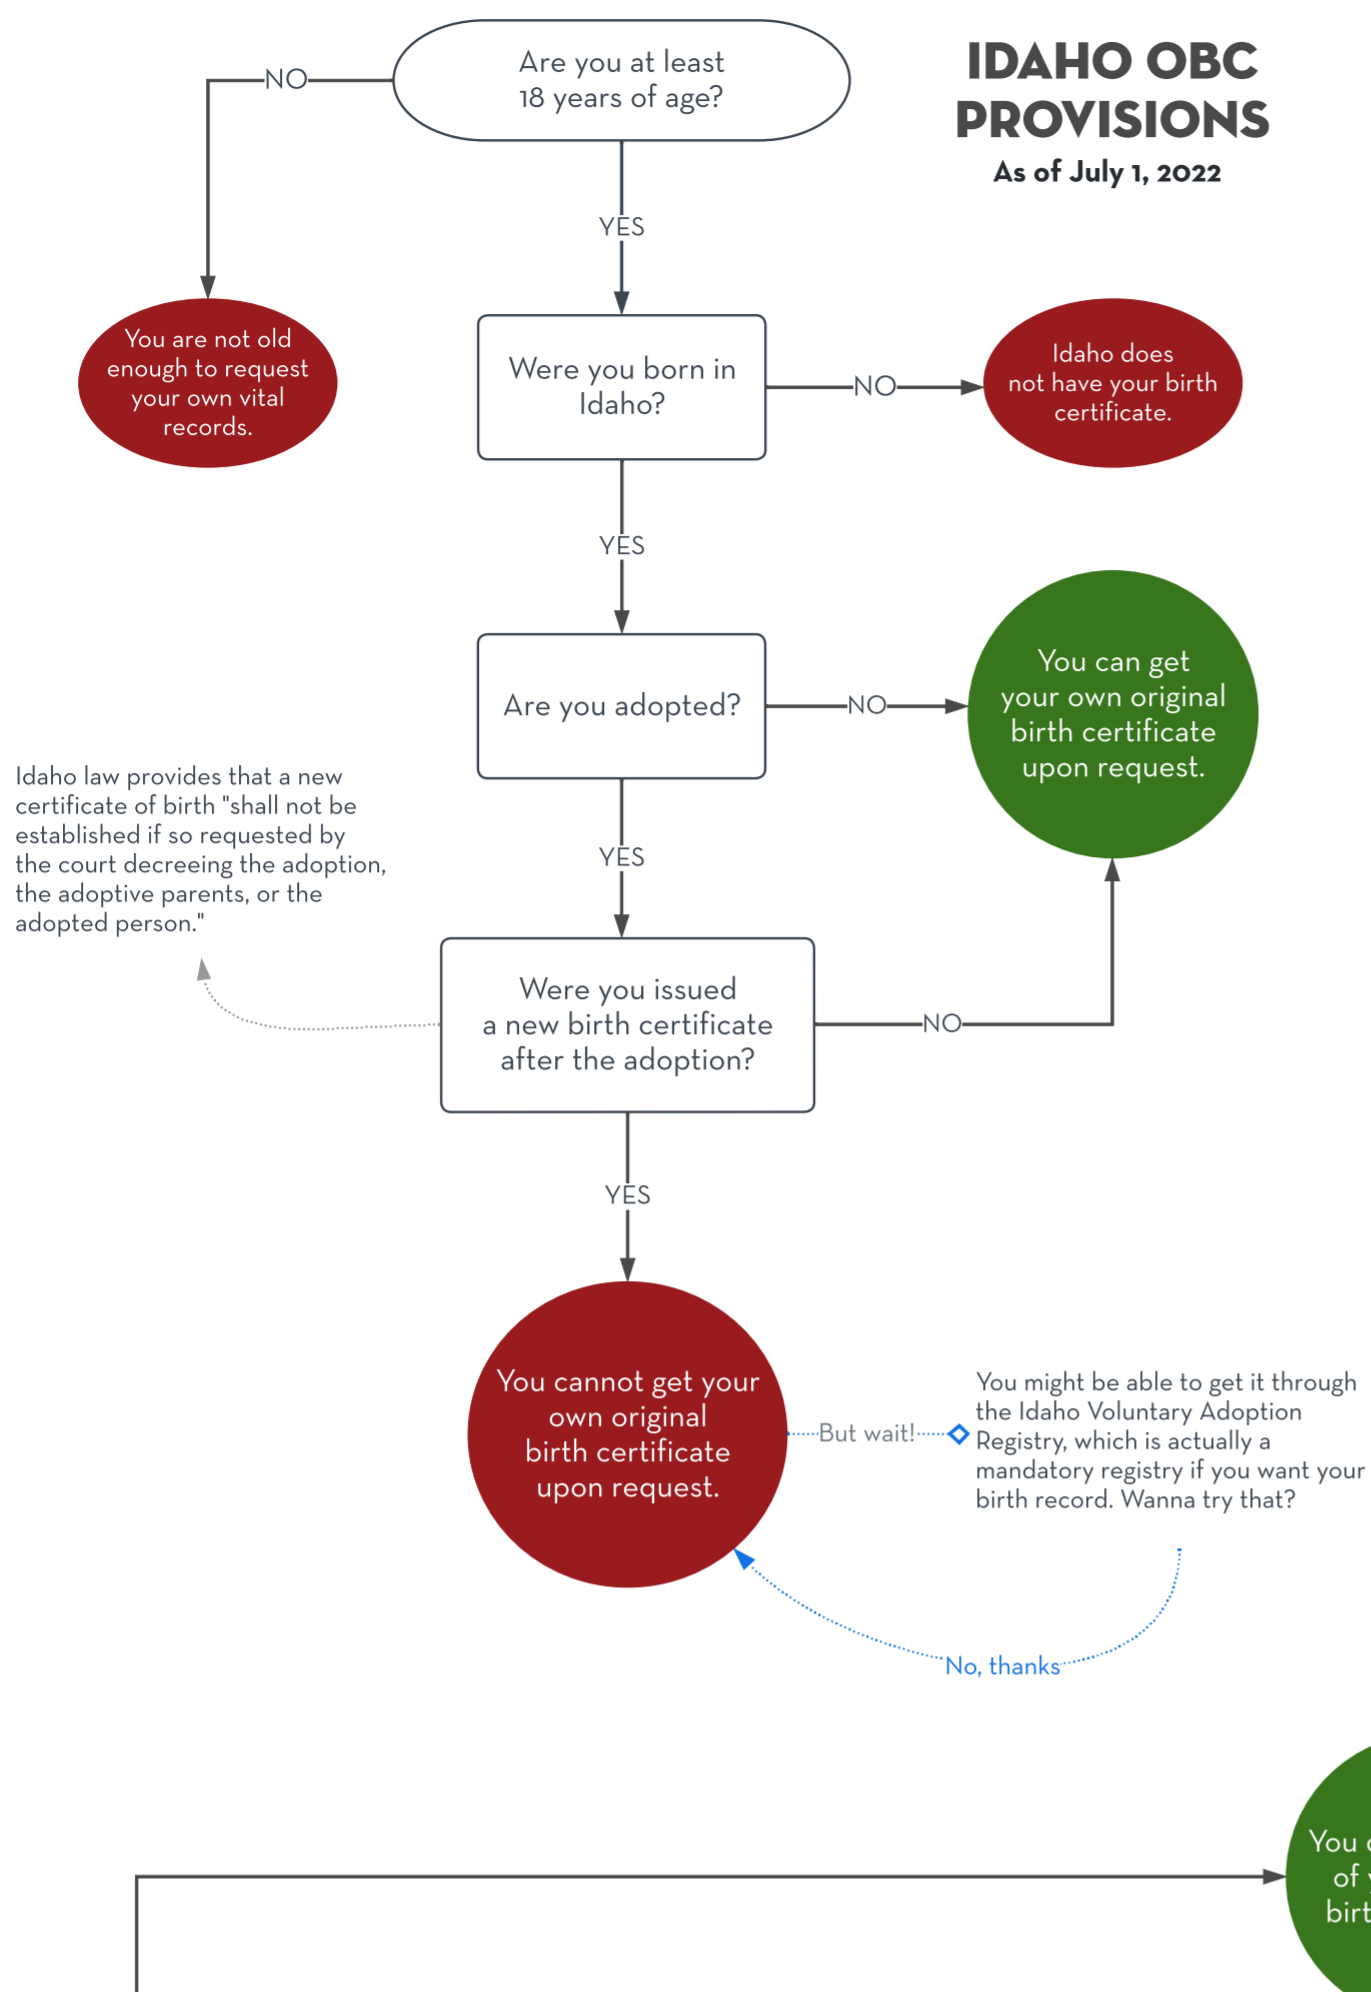 Are you at least
18 years of age?
IDAHO OBC
PROVISIONS
As of July 1, 2022
NO
YES
You are not old
enough to request
your own vital
records.
Were you born in
Idaho?
NO
Idaho does
not have your birth
certificate.
YES
Are you adopted?
NO
You can get
your own original
birth certificate
upon request.
Idaho law provides that a new
certificate of birth "shall not be
established if so requested by
the court decreeing the adoption,
the adoptive parents, or the
adopted person."
YES
Were you issued
a new birth certificate
after the adoption?
NO
YES
You cannot get your
own original
birth certificate
upon request.
But wait!
You might be able to get it through
the Idaho Voluntary Adoption
Registry, which is actually a
mandatory registry if you want your
birth record. Wanna try that?
No, thanks
You
of
birt